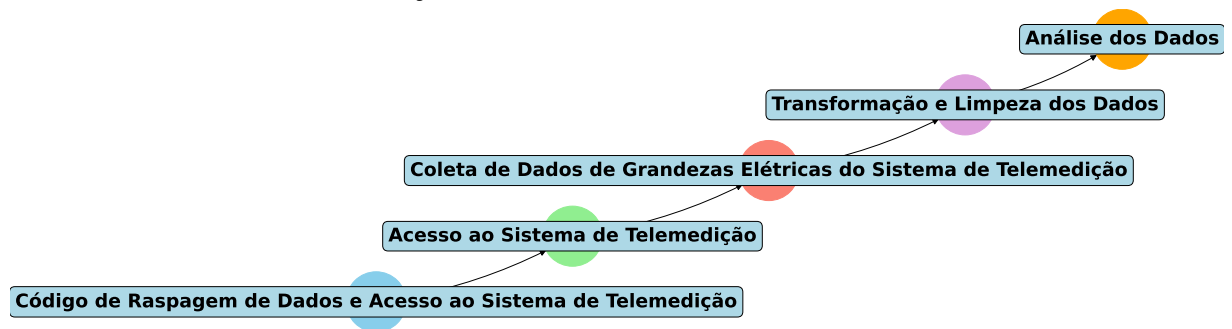 Análise dos Dados
Transformação e Limpeza dos Dados
Coleta de Dados de Grandezas Elétricas do Sistema de Telemedição
Acesso ao Sistema de Telemedição
Código de Raspagem de Dados e Acesso ao Sistema de Telemedição